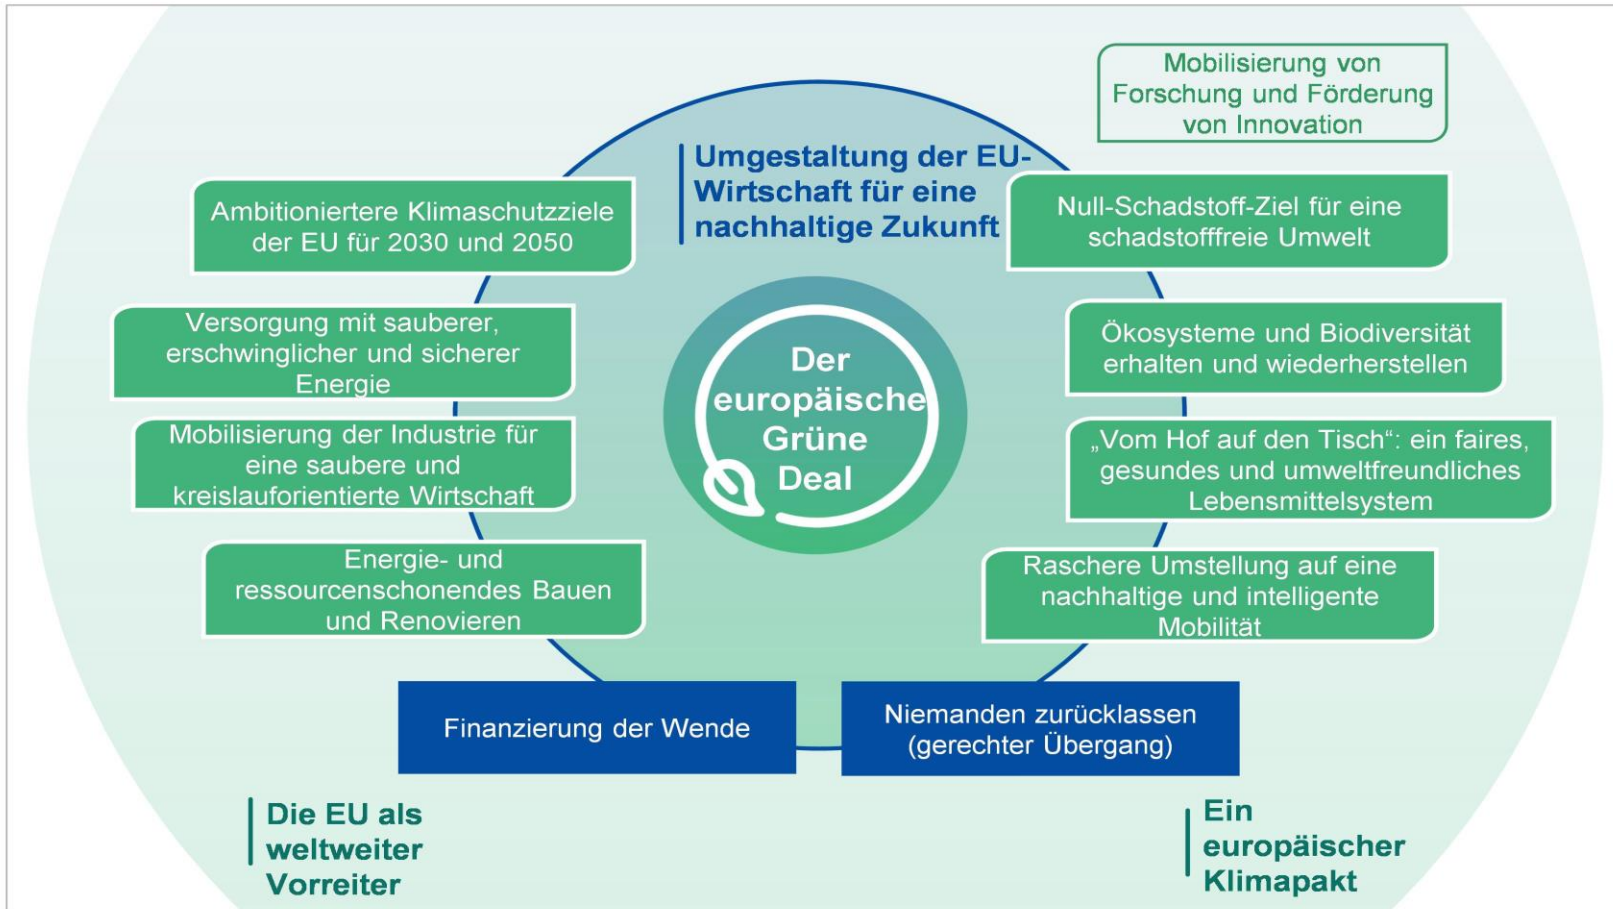 Mobilisierung von
Forschung und Förderung
von Innovation
Umgestaltung der EU-
Wirtschaft für eine
nachhaltige Zukunft
Ambitioniertere Klimaschutzziele
der EU für 2030 und 2050
Null-Schadstoff-Ziel für eine
schadstofffreie Umwelt
Versorgung mit sauberer,
erschwinglicher und sicherer
Energie
Ökosysteme und Biodiversität
erhalten und wiederherstellen
Der
europäische
Grüne
Deal
Mobilisierung der Industrie für
eine saubere und
kreislauforientierte Wirtschaft
„Vom Hof auf den Tisch“: ein faires,
gesundes und umweltfreundliches
Lebensmittelsystem
Energie- und
ressourcenschonendes Bauen
und Renovieren
Raschere Umstellung auf eine
nachhaltige und intelligente
Mobilität
Finanzierung der Wende
Niemanden zurücklassen
(gerechter Übergang)
Die EU als
weltweiter
Vorreiter
Ein
europäischer
Klimapakt